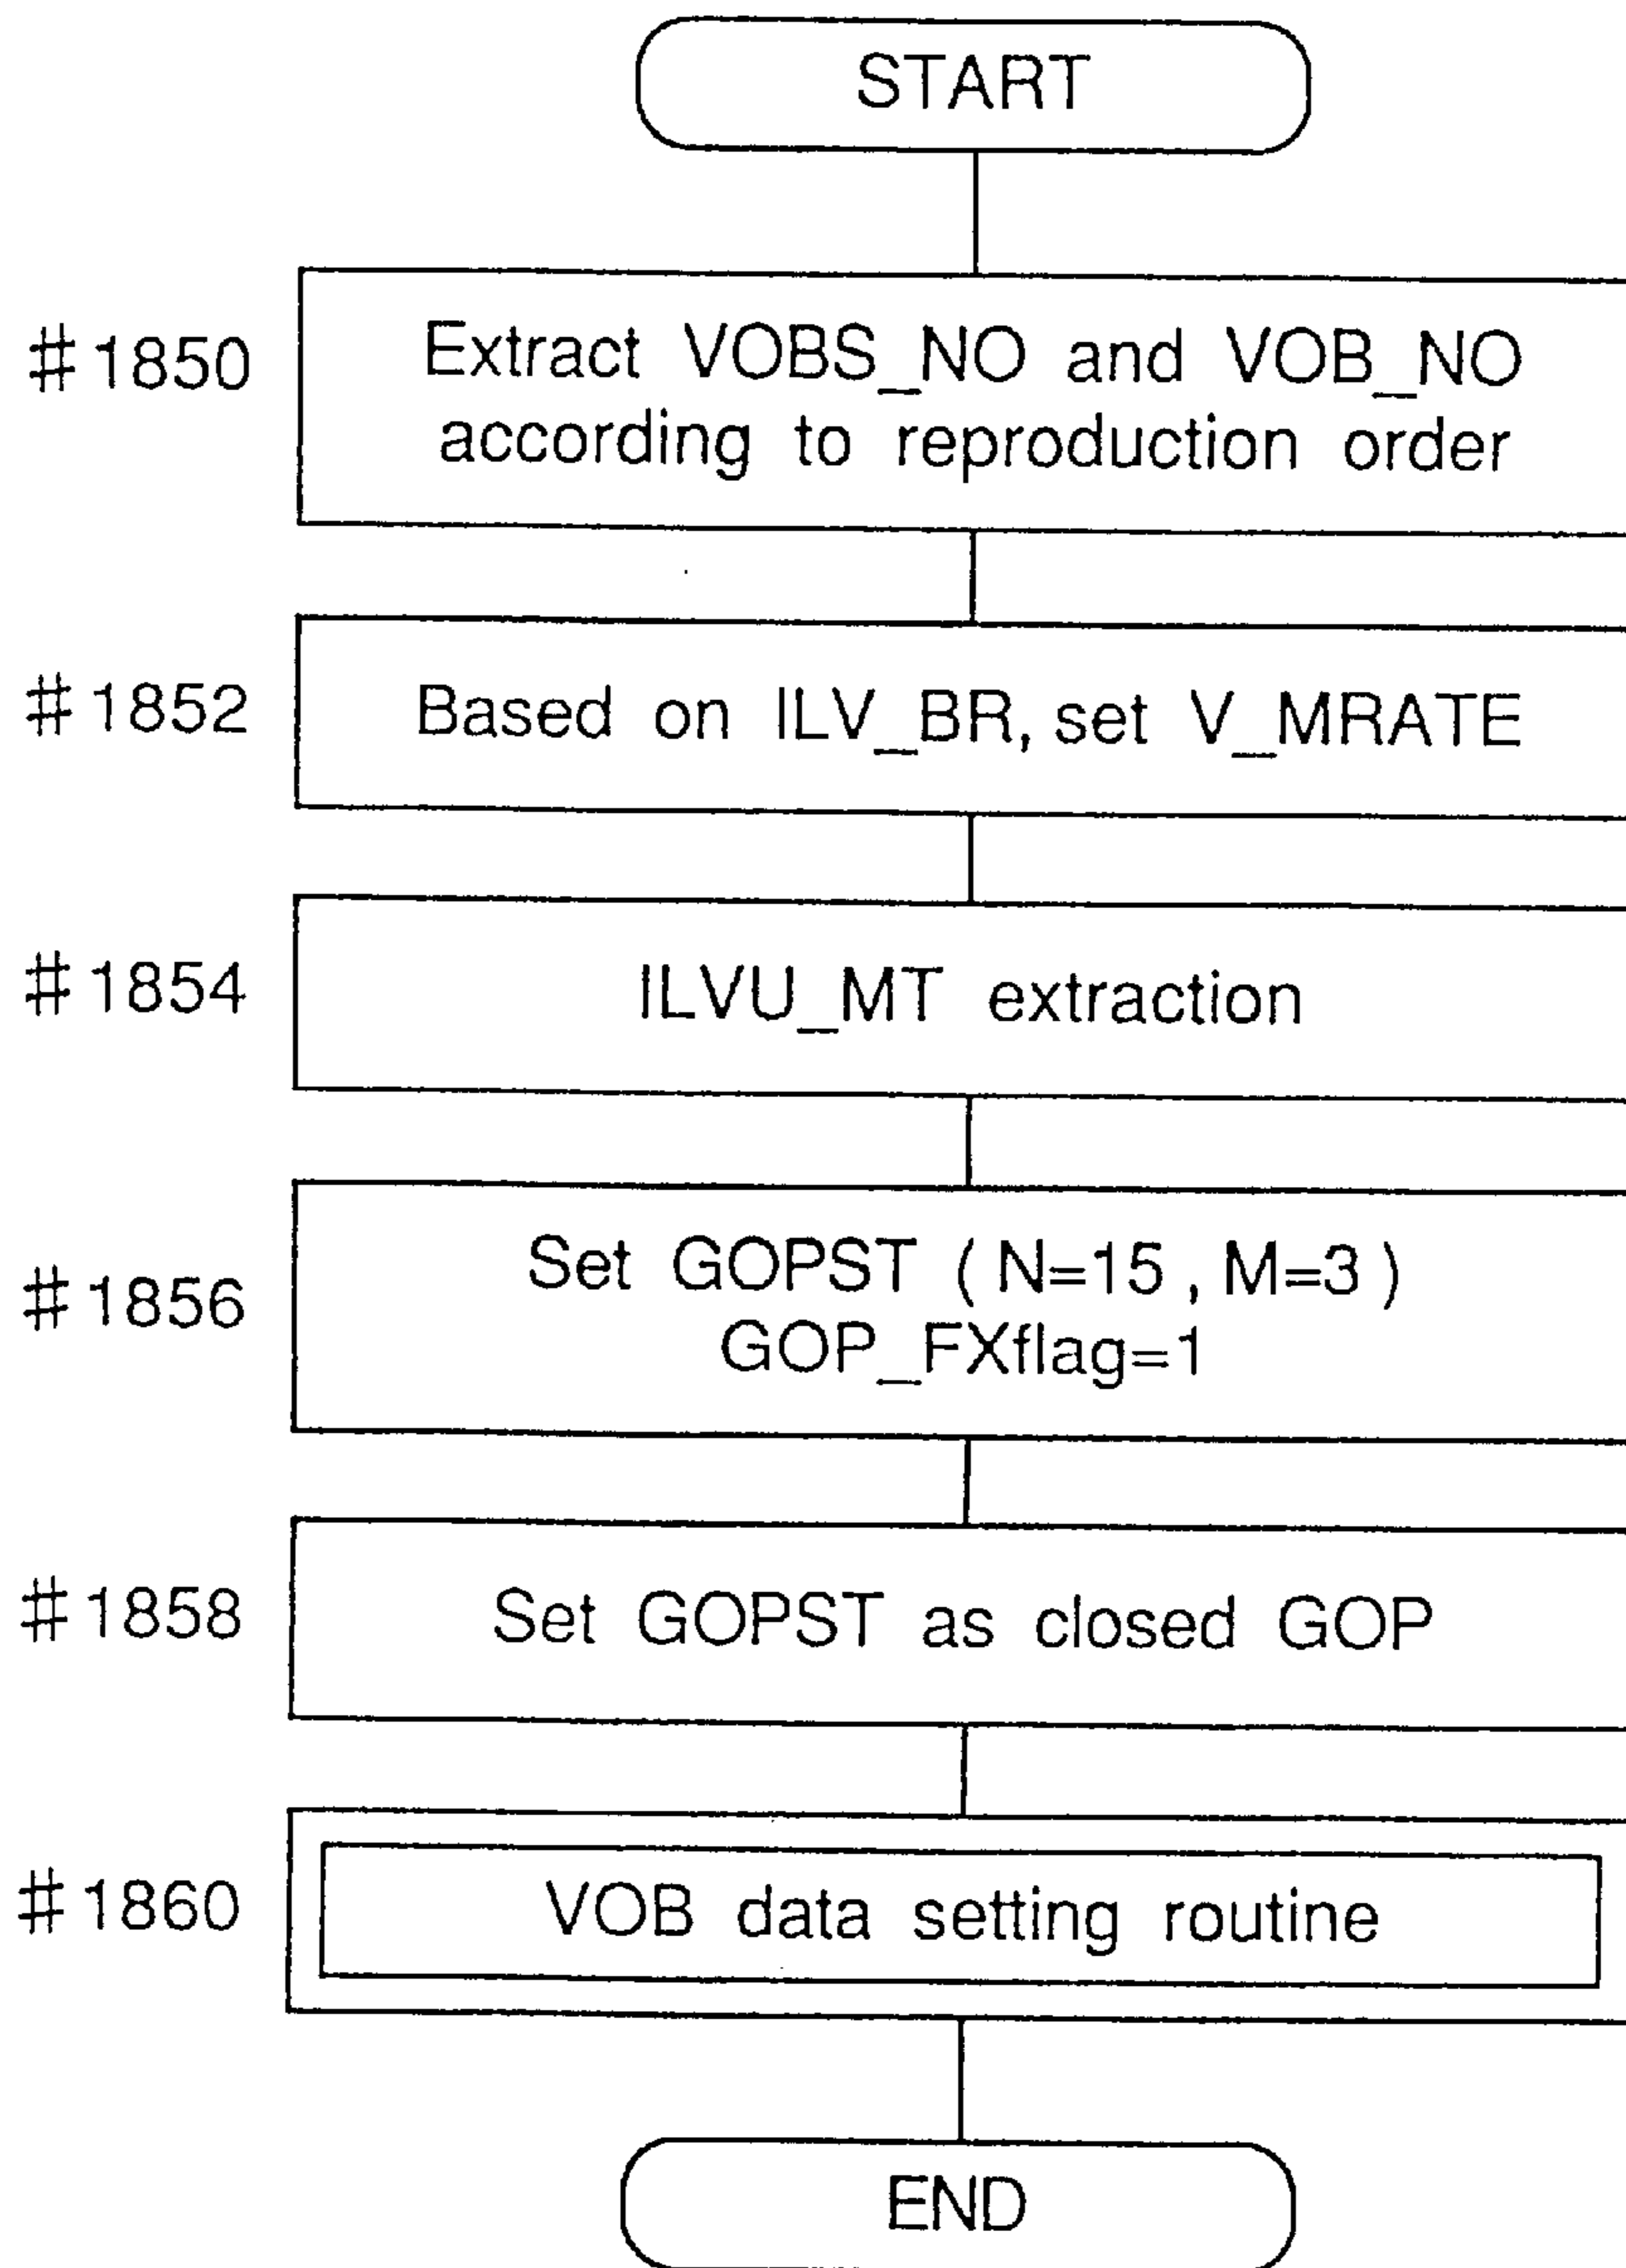 START
#1850
Extract VOBS_NO and VOB_NO
according to reproduction order
#1852
Based on ILV_BR, set V_MRATE
#1854
ILVU_MT extraction
#1856
Set GOPST (N=15, M=3)
GOP_FXflag=1
#1858
Set GOPST as closed GOP
#1860
VOB data setting routine
END